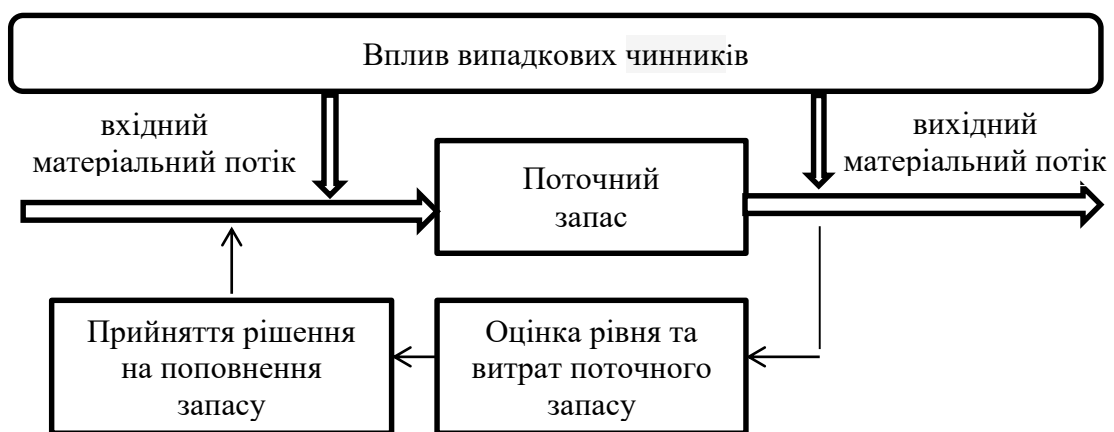 Вплив випадкових чинників
вхідний
матеріальний потік
вихідний
матеріальний потік
Поточний
запас
Прийняття рішення
на поповнення
запасу
Оцінка рівня та
витрат поточного
запасу